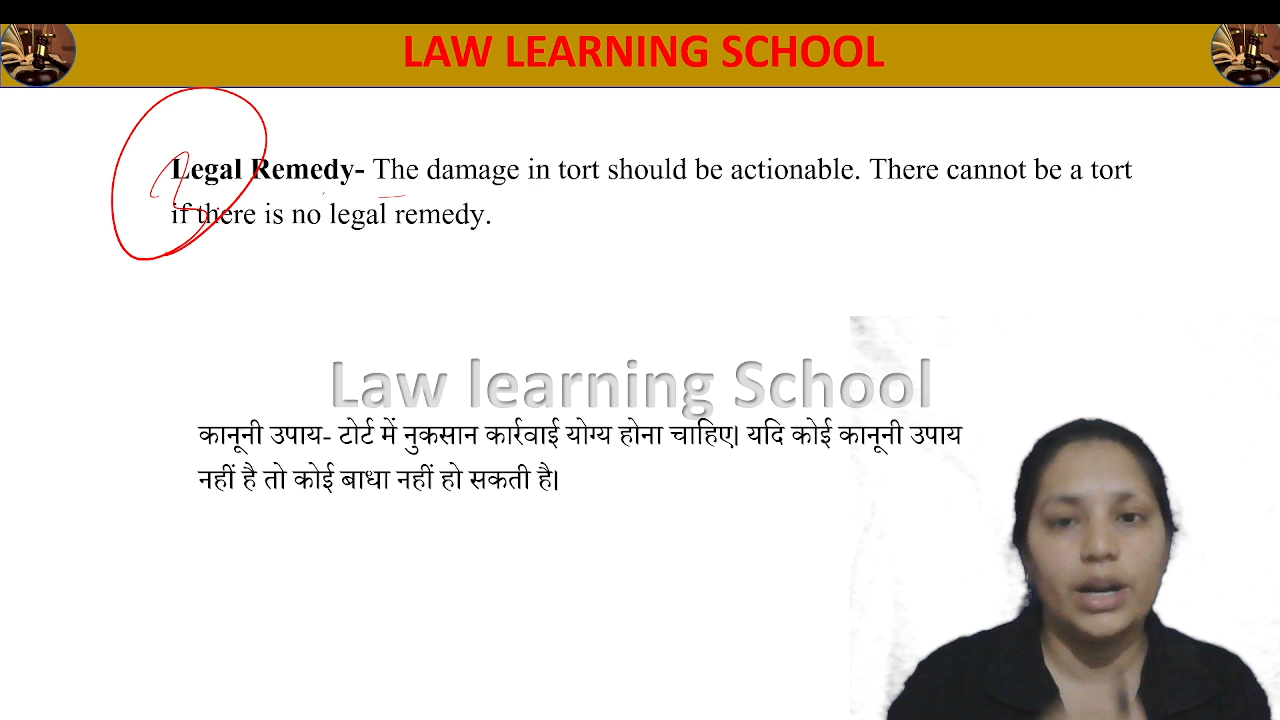 LAW LEARNING SCHOOL
Legal Remedy- The damage in tort should be actionable. There cannot be a tort
if there is no legal remedy.
Law learning School
कानूनी उपाय- टोर्ट में नुकसान कार्रवाई योग्य होना चाहिए। यदि कोई कानूनी उपाय
नहीं है तो कोई बाधा नहीं हो सकती है।